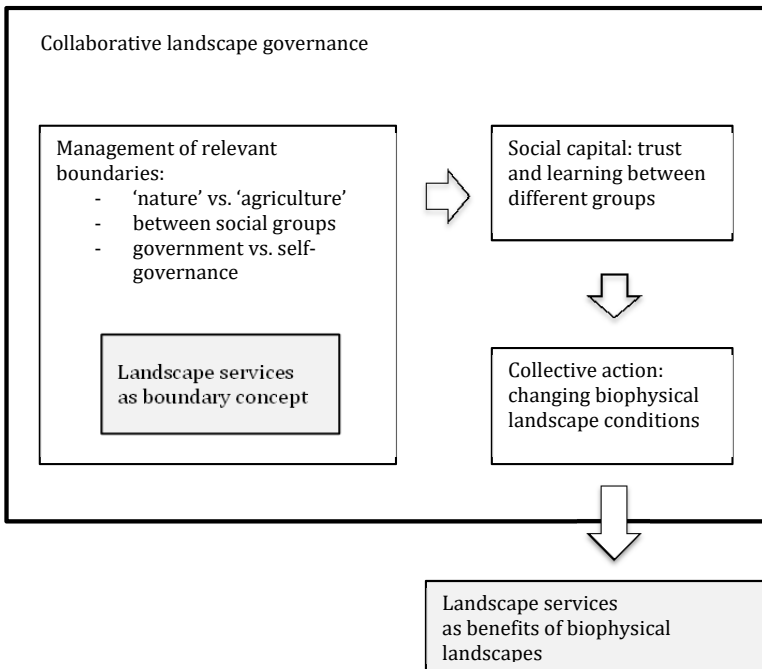 Collaborative landscape governance
Management of relevant
boundaries:
- ‘nature’ vs. ‘agriculture’
- between social groups
- government vs. self-
governance
Landscape services
as boundary concept
Social capital: trust
and learning between
different groups
Collective action:
changing biophysical
landscape conditions
Landscape services
as benefits of biophysical
landscapes